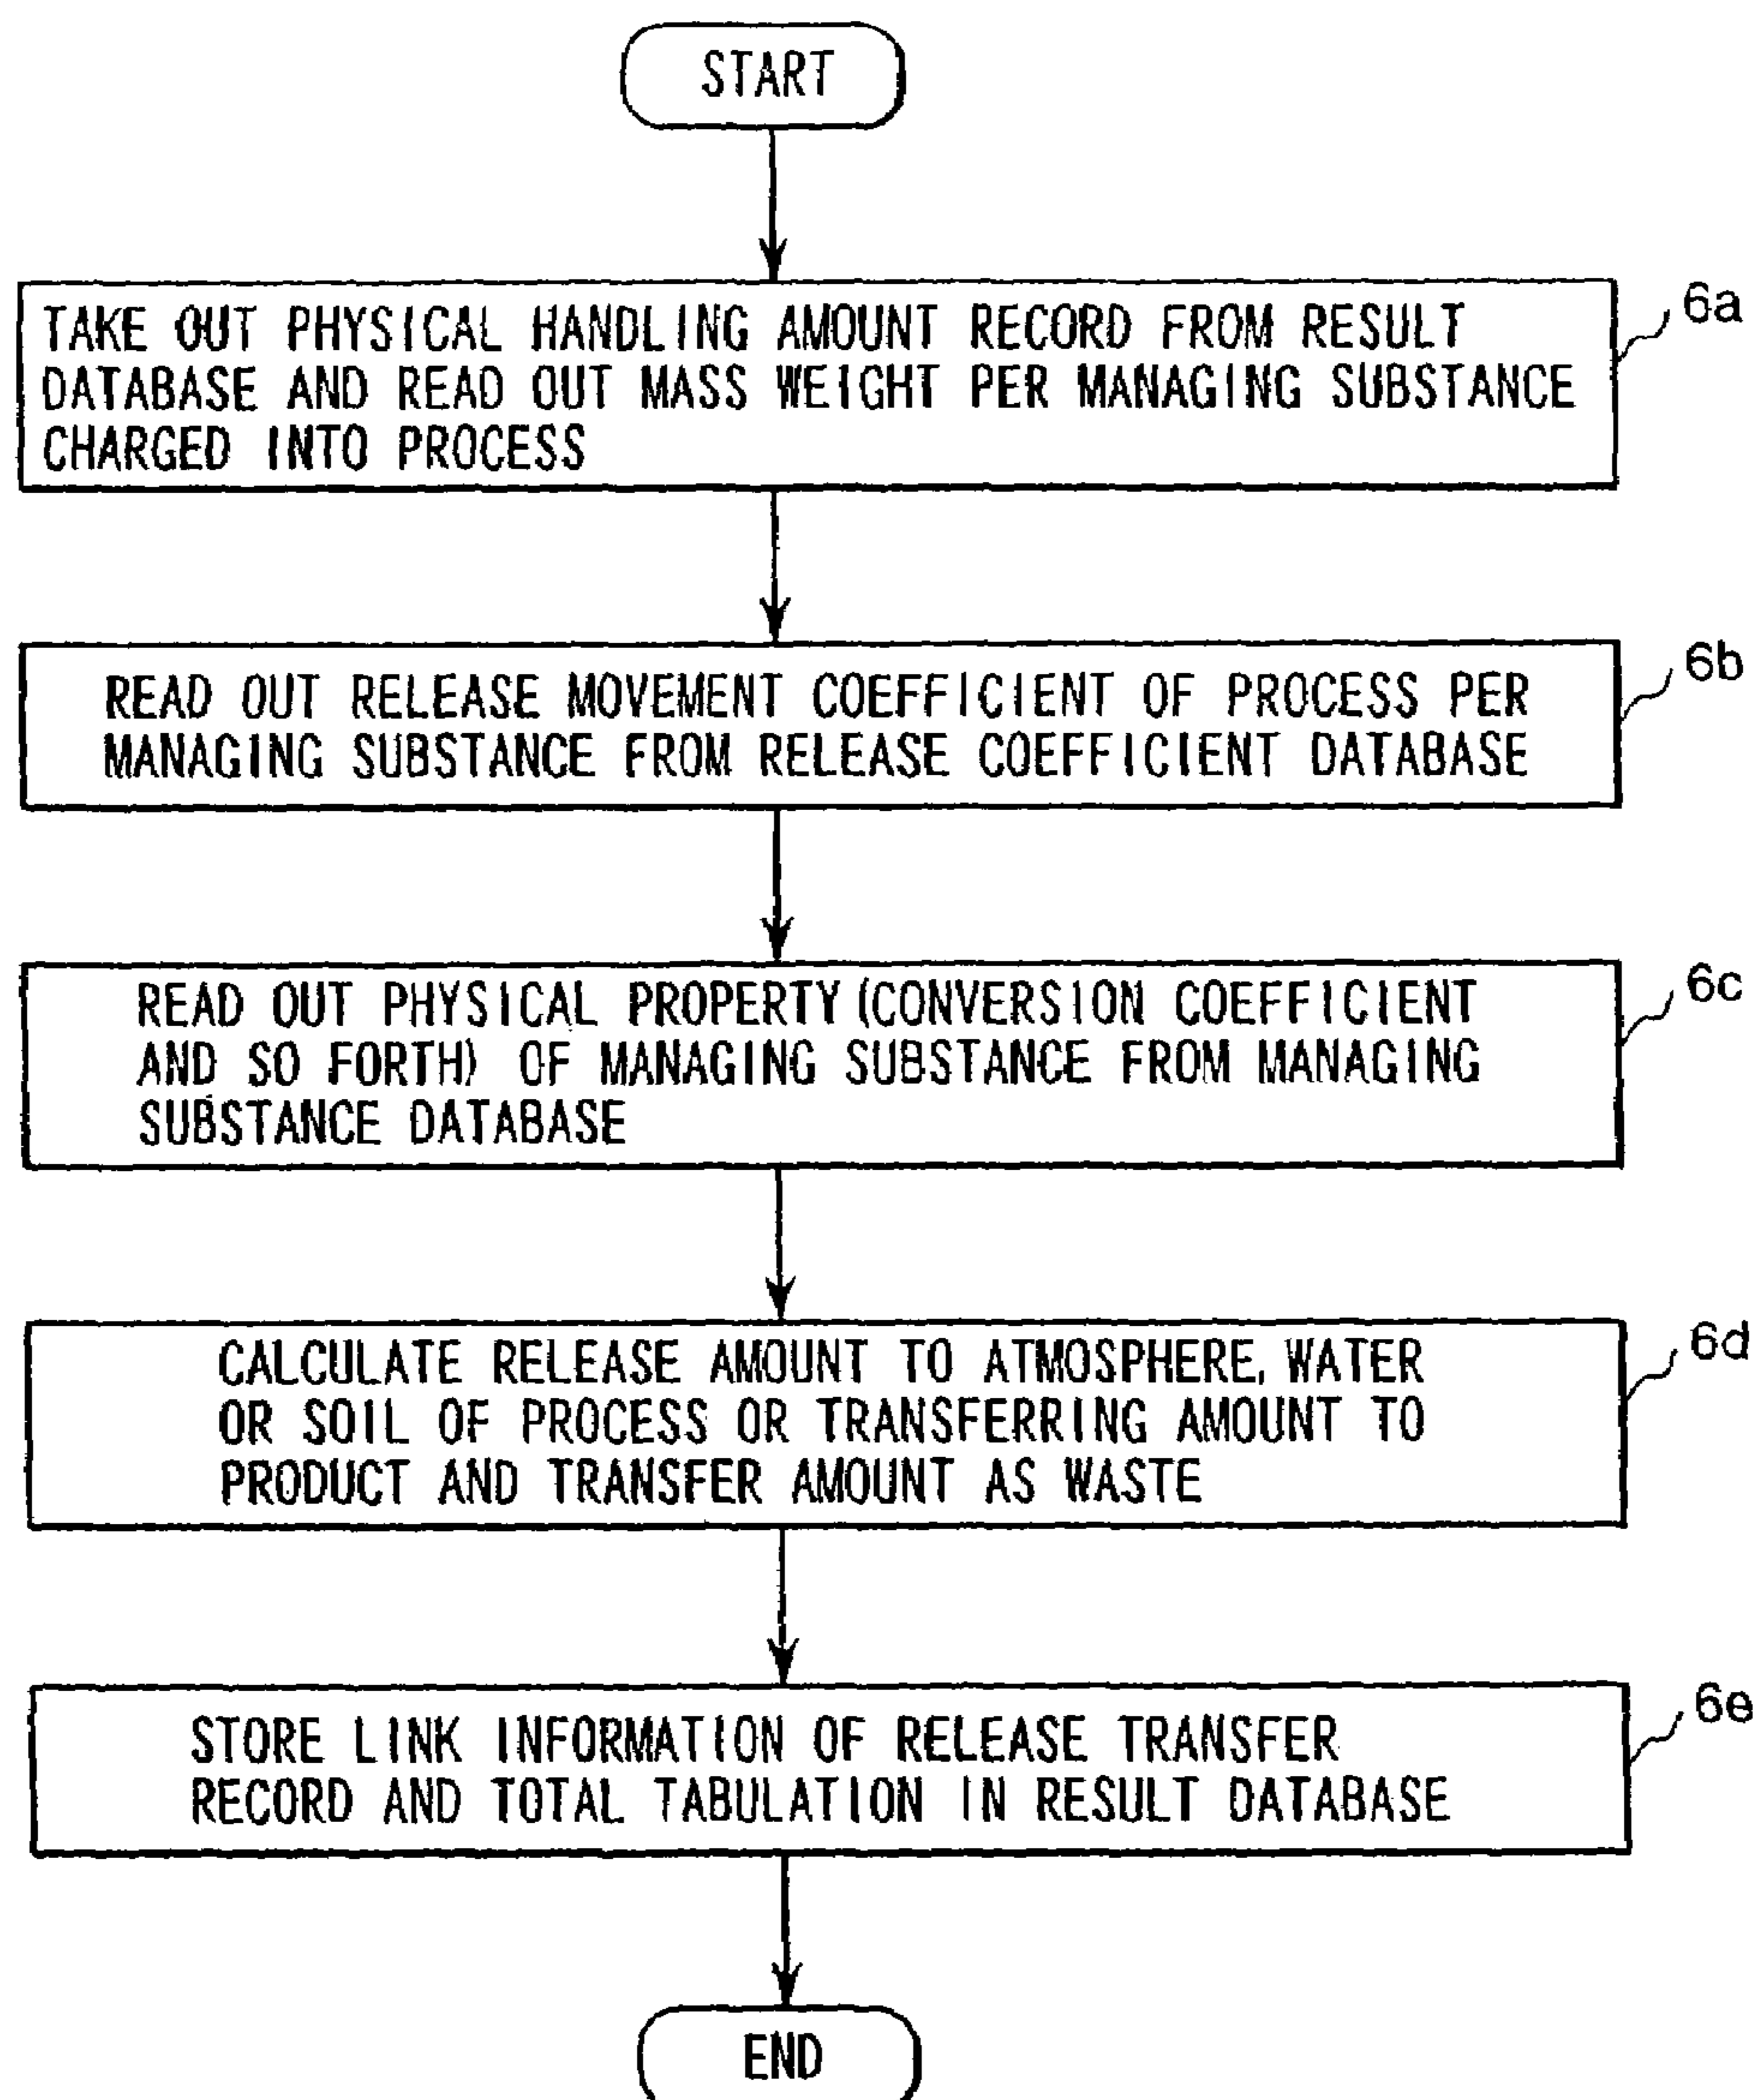 START
TAKE OUT PHYSICAL HANDLING AMOUNT RECORD FROM RESULT
DATABASE AND READ OUT MASS WEIGHT PER MANAGING SUBSTANCE
CHARGED INTO PROCESS
6a
READ OUT RELEASE MOVEMENT COEFFICIENT OF PROCESS PER
MANAGING SUBSTANCE FROM RELEASE COEFFICIENT DATABASE
6b
READ OUT PHYSICAL PROPERTY (CONVERSION COEFFICIENT
AND SO FORTH) OF MANAGING SUBSTANCE FROM MANAGING
SUBSTANCE DATABASE
6c
CALCULATE RELEASE AMOUNT TO ATMOSPHERE, WATER
OR SOIL OF PROCESS OR TRANSFERRING AMOUNT TO
PRODUCT AND TRANSFER AMOUNT AS WASTE
6d
STORE LINK INFORMATION OF RELEASE TRANSFER
RECORD AND TOTAL TABULATION IN RESULT DATABASE
6e
END